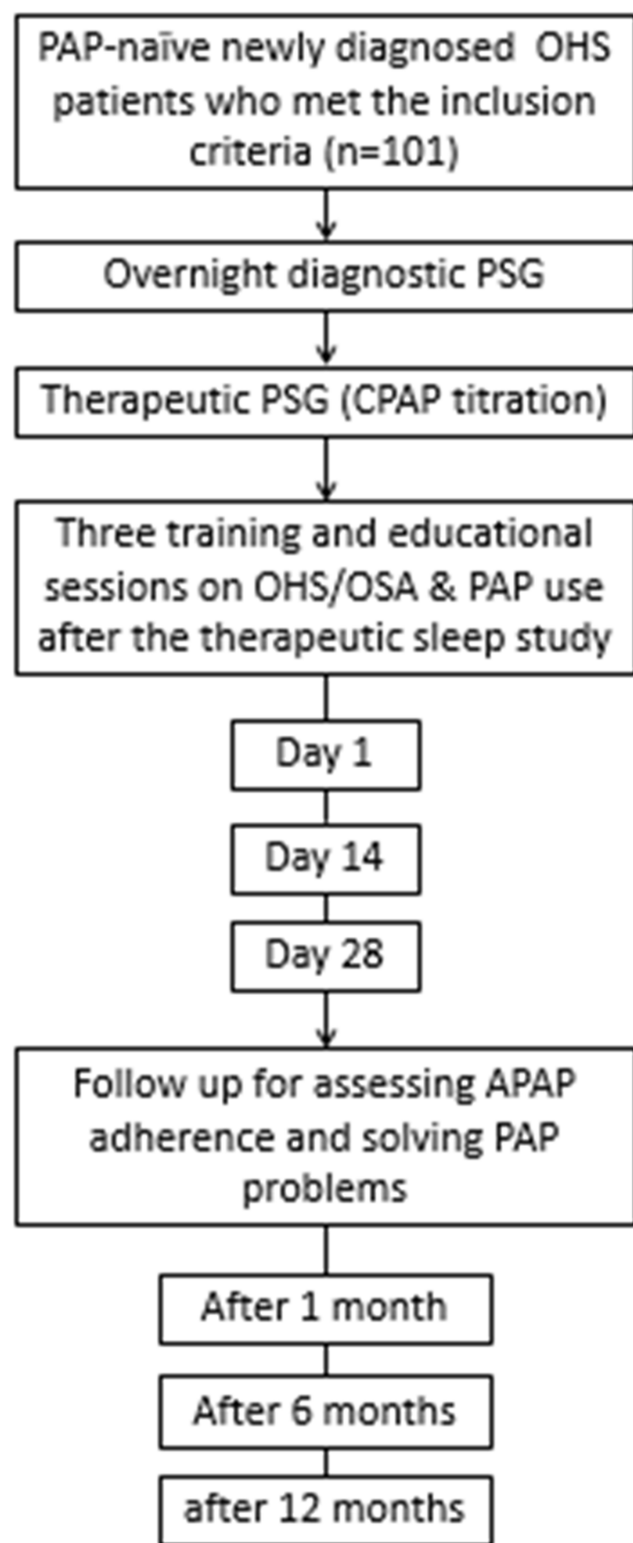 PAP-naïve newly diagnosed OHS
patients who met the inclusion
criteria (n=101)
Overnight diagnostic PSG
Therapeutic PSG (CPAP titration)
Three training and educational
sessions on OHS/OSA & PAP use
after the therapeutic sleep study
Day 1
Day 14
Day 28
Follow up for assessing APAP
adherence and solving PAP
problems
After 1 month
After 6 months
after 12 months